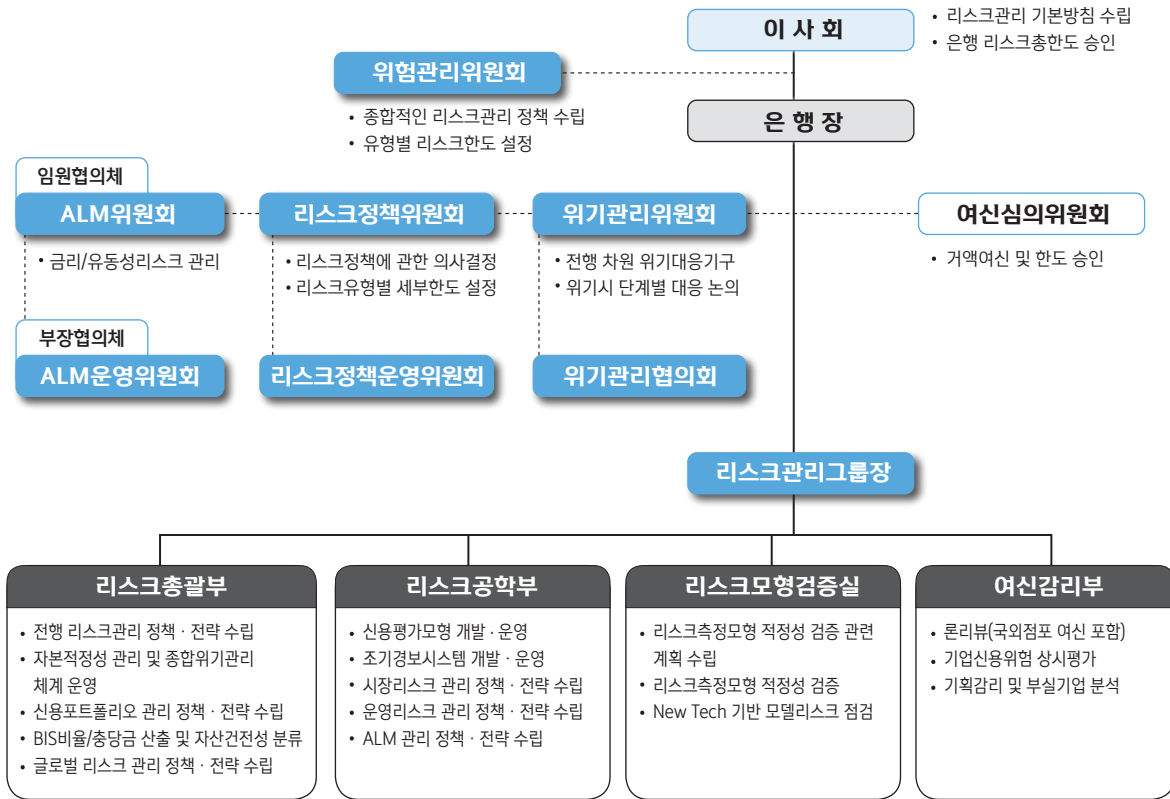 이 사 회
• 리스크관리 기본방침 수립
• 은행 리스크총한도 승인
위험관리위원회
• 종합적인 리스크관리 정책 수립
• 유형별 리스크한도 설정
은 행 장
임원협의체
ALM위원회
• 금리/유동성리스크 관리
리스크정책위원회
• 리스크정책에 관한 의사결정
• 리스크유형별 세부한도 설정
위기관리위원회
• 전행 차원 위기대응기구
• 위기시 단계별 대응 논의
여신심의위원회
• 거액여신 및 한도 승인
부장협의체
ALM운영위원회
리스크정책운영위원회
위기관리협의회
리스크관리그룹장
리스크총괄부
• 전행 리스크관리 정책 · 전략 수립
• 자본적정성 관리 및 종합위기관리
체계 운영
• 신용포트폴리오 관리 정책 · 전략 수립
• BIS비율/충당금 산출 및 자산건전성 분류
• 글로벌 리스크 관리 정책 · 전략 수립
리스크공학부
• 신용평가모형 개발 · 운영
• 조기경보시스템 개발 · 운영
• 시장리스크 관리 정책 · 전략 수립
• 운영리스크 관리 정책 · 전략 수립
• ALM 관리 정책 · 전략 수립
리스크모형검증실
• 리스크측정모형 적정성 검증 관련
계획 수립
• 리스크측정모형 적정성 검증
• New Tech 기반 모델리스크 점검
여신감리부
• 론리뷰(국외점포 여신 포함)
• 기업신용위험 상시평가
• 기획감리 및 부실기업 분석